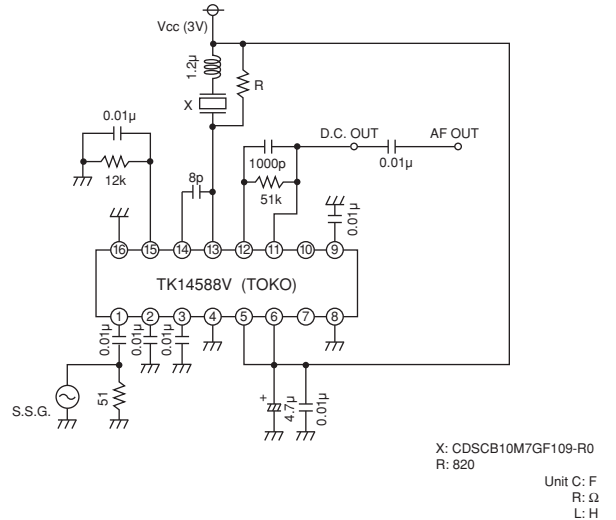 Vcc (3V)
1.2µ
R
X
0.01µ
12k
8p
1000p
51k
D.C. OUT
0.01µ
AF OUT
0.01µ
16 15 14 13 12 11 10 9
TK14588V (TOKO)
1 2 3 4 5 6 7 8
0.01µ
0.01µ
0.01µ
51
S.S.G.
+
4.7µ
0.01µ
X: CDSCB10M7GF109-R0
R: 820
Unit C: F
R: Ω
L: H